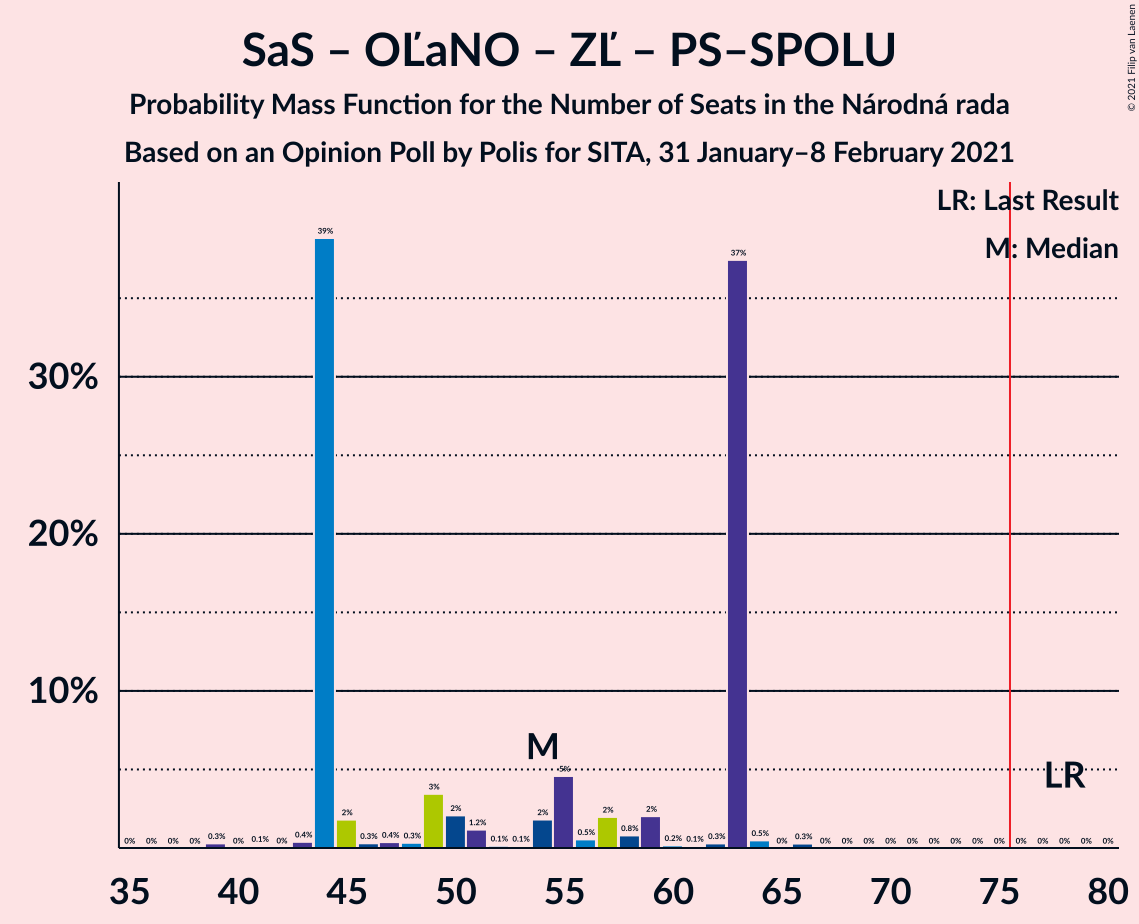 SaS – OĽaNO – ZĽ – PS–SPOLU
Probability Mass Function for the Number of Seats in the Národná rada
Based on an Opinion Poll by Polis for SITA, 31 January–8 February 2021
© 2021 Filip van Laenen
LR: Last Result
M: Median
39%
37%
30%
20%
10%
M
LR
0% 0% 0% 0% 0.3% 0% 0.1% 0% 0.4% 2% 0.3% 0.4% 0.3% 3% 2% 1.2% 0.1% 0.1% 2% 5% 0.5% 2% 0.8% 2% 0.2% 0.1% 0.3% 0.5% 0% 0.3% 0% 0% 0% 0% 0% 0% 0% 0% 0% 0% 0% 0% 0% 0%
35 40 45 50 55 60 65 70 75 80